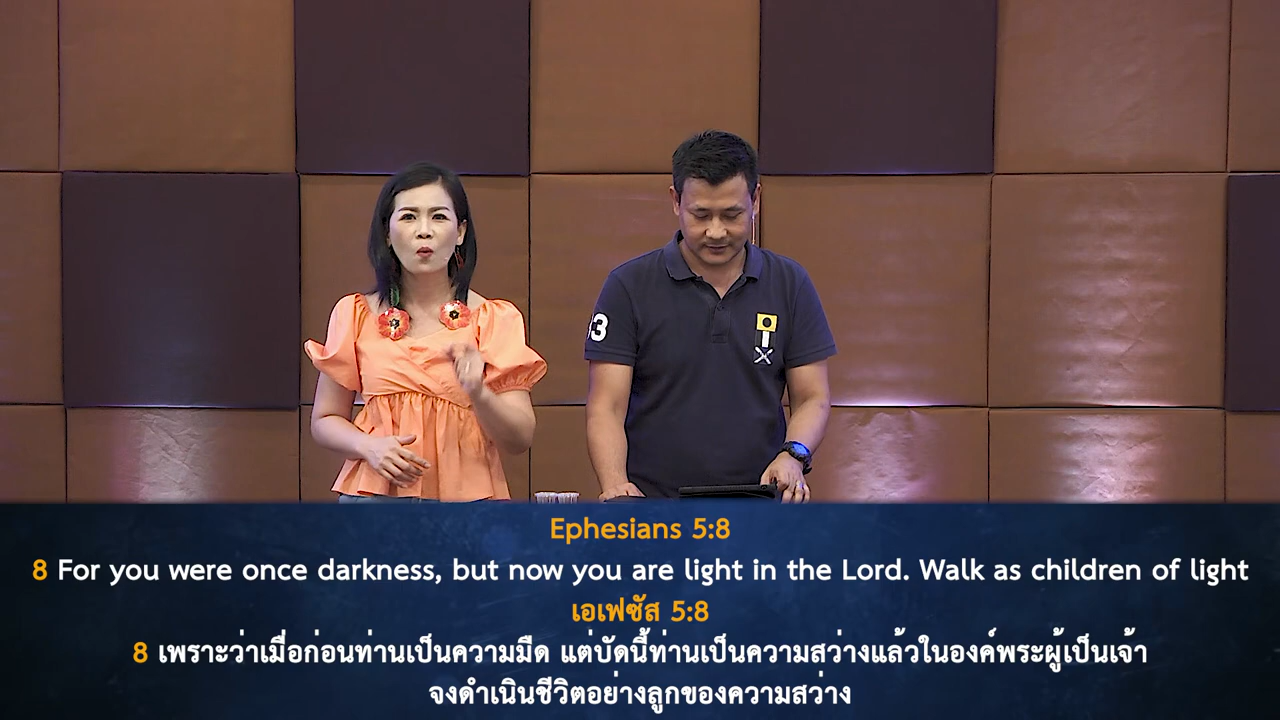 3
Ephesians 5:8
8 For you were once darkness, but now you are light in the Lord. Walk as children of light
เอเฟซัส 5:8
8 เพราะว่าเมื่อก่อนท่านเป็นความมืด แต่บัดนี้ท่านเป็นความสว่างแล้วในองค์พระผู้เป็นเจ้า
จงดำเนินชีวิตอย่างลูกของความสว่าง